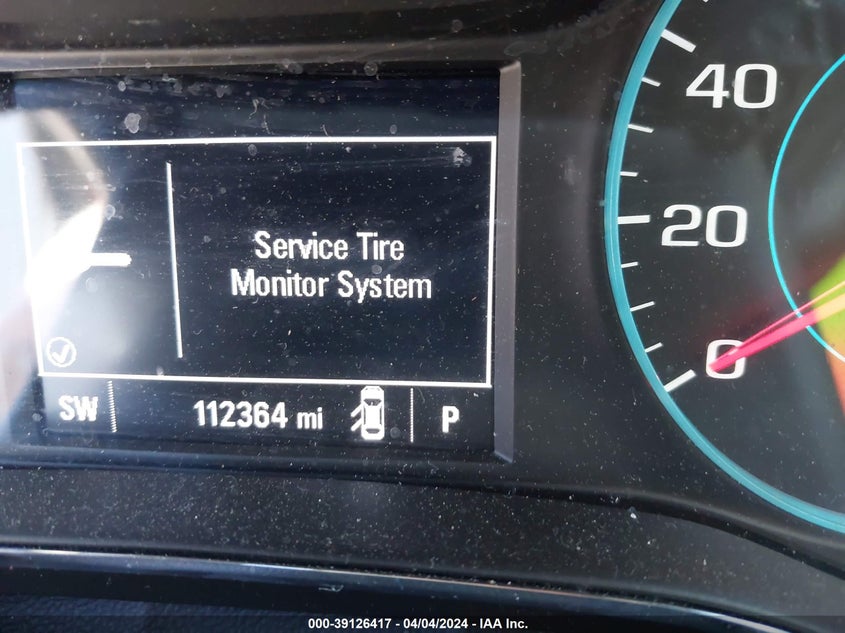 40
20
0
Service Tire
Monitor System
SW 112364 mi P
000-39126417 - 04/04/2024 - IAA Inc.